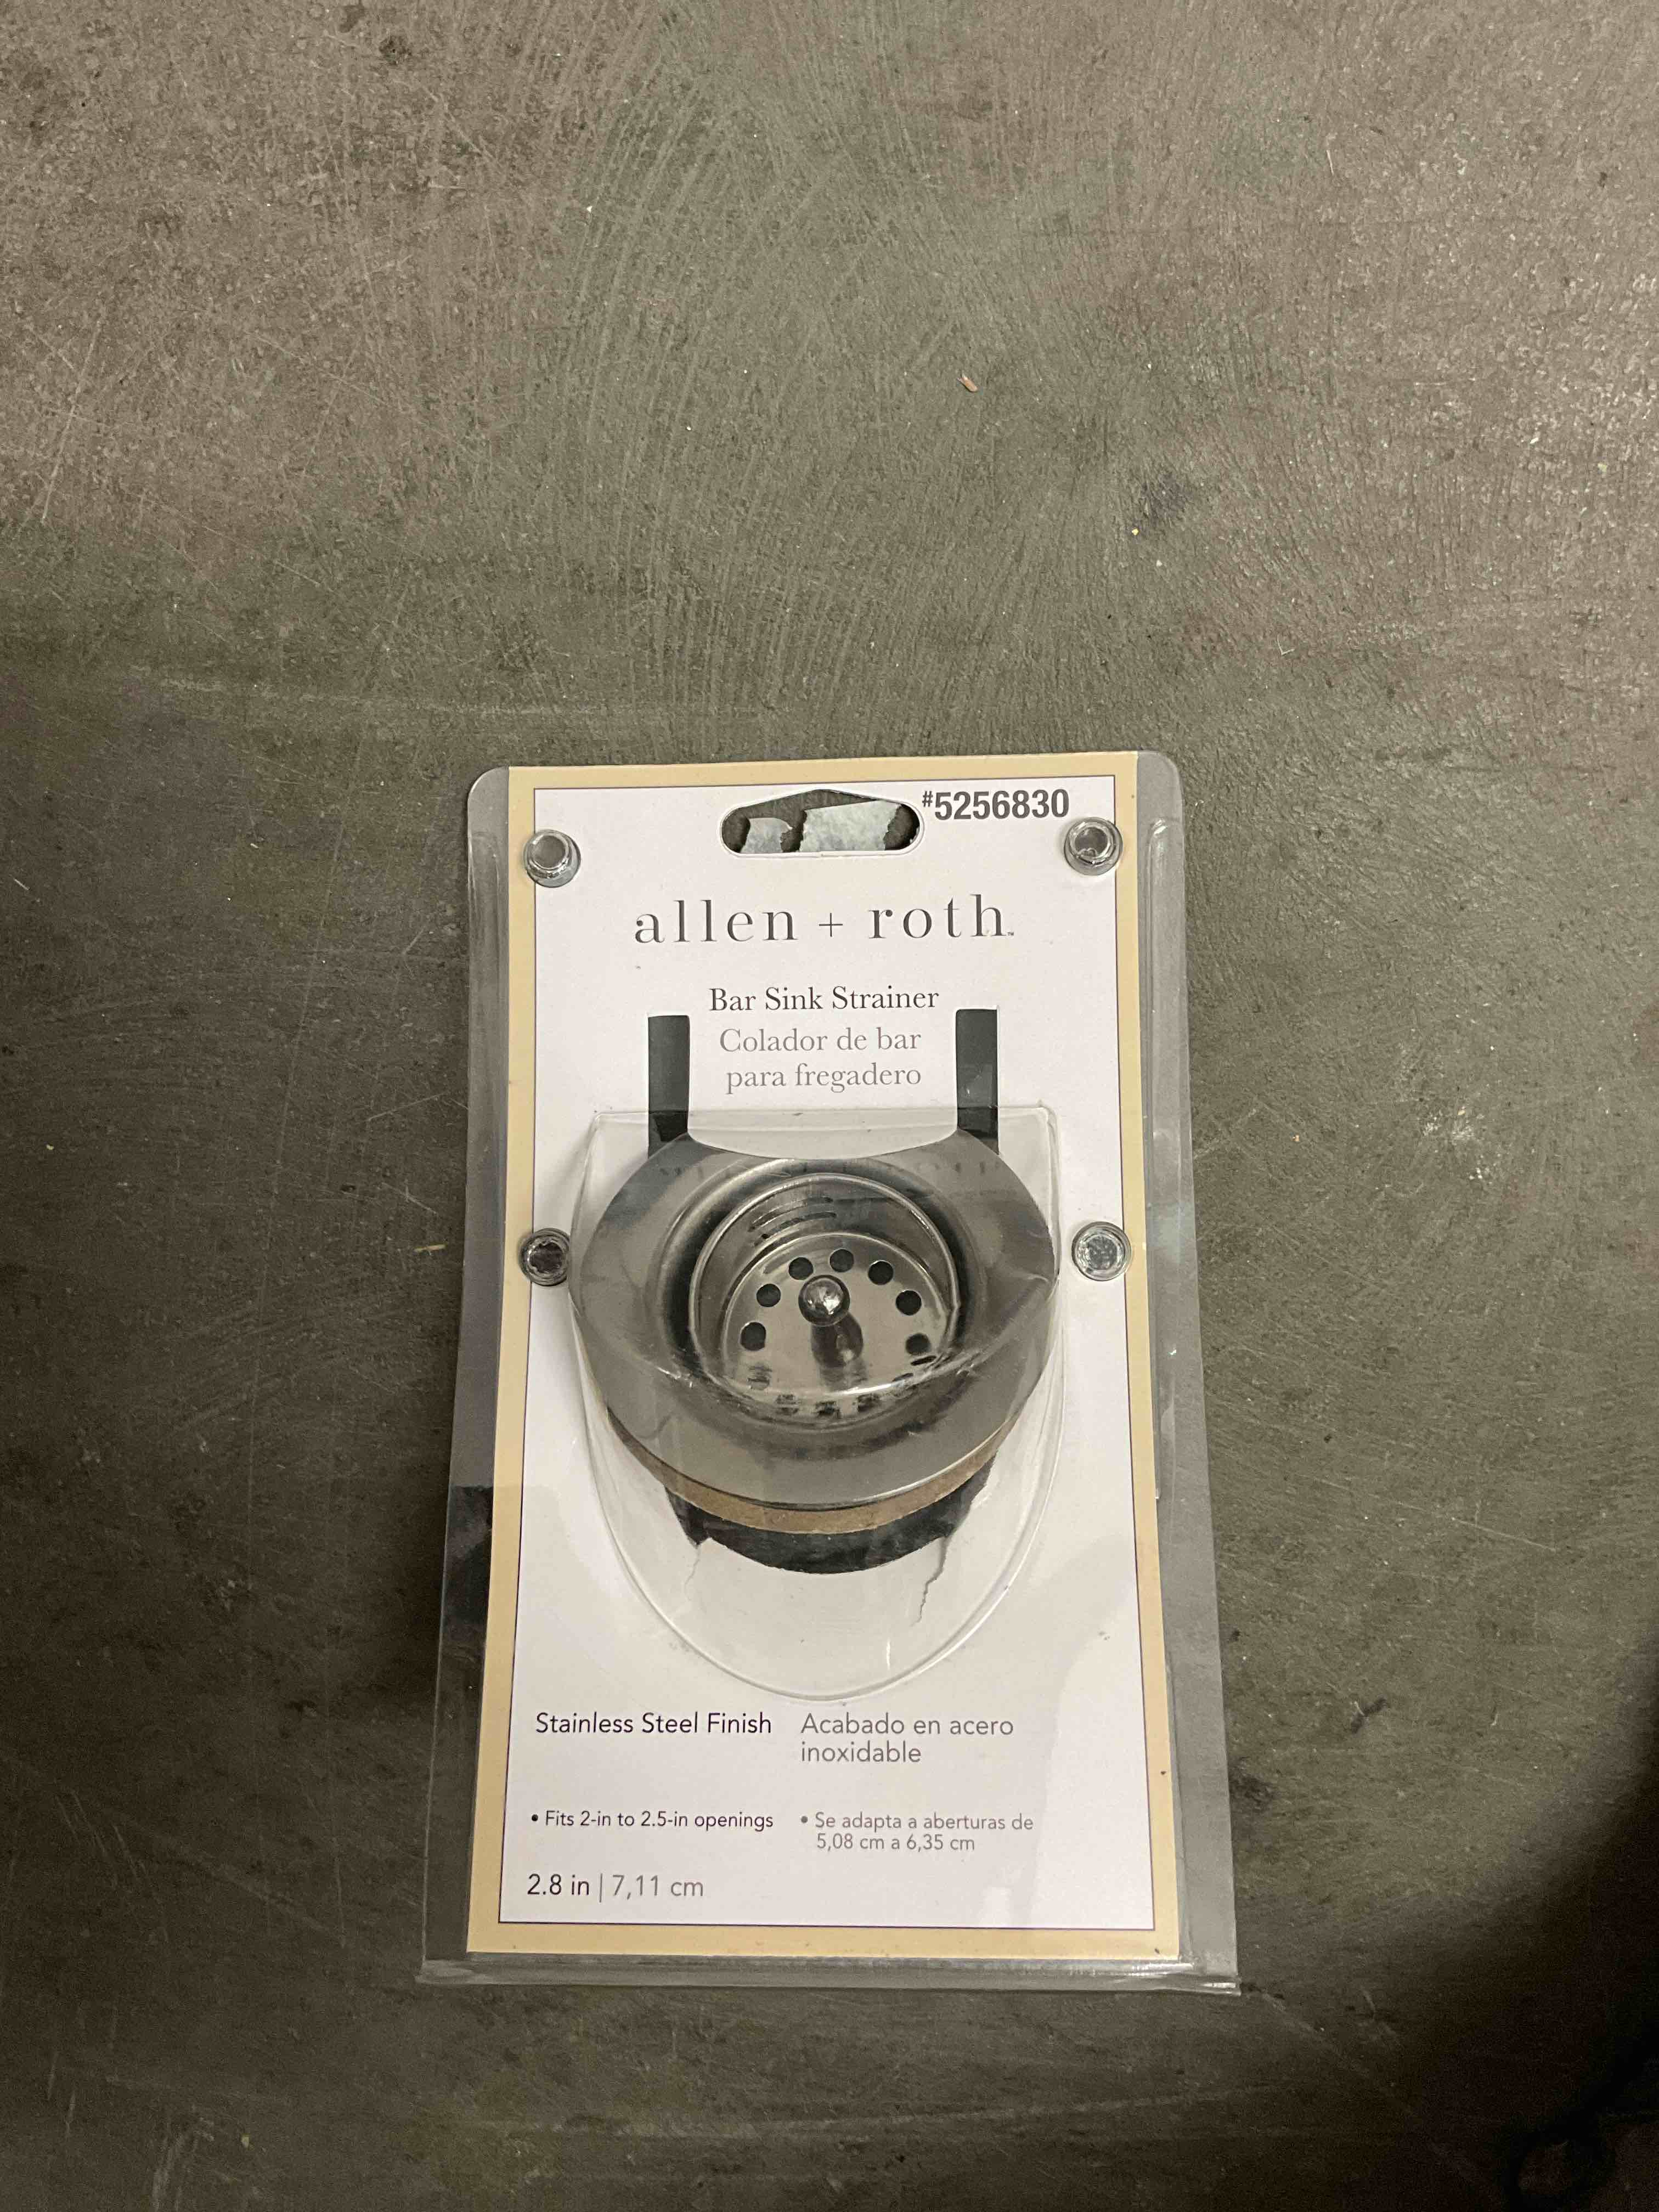 #5256830
allen + roth™
Bar Sink Strainer
Colador de bar
para fregadero
Stainless Steel Finish
Acabado en acero
inoxidable
• Fits 2-in to 2.5-in openings
• Se adapta a aberturas de
5,08 cm a 6,35 cm
2.8 in | 7,11 cm